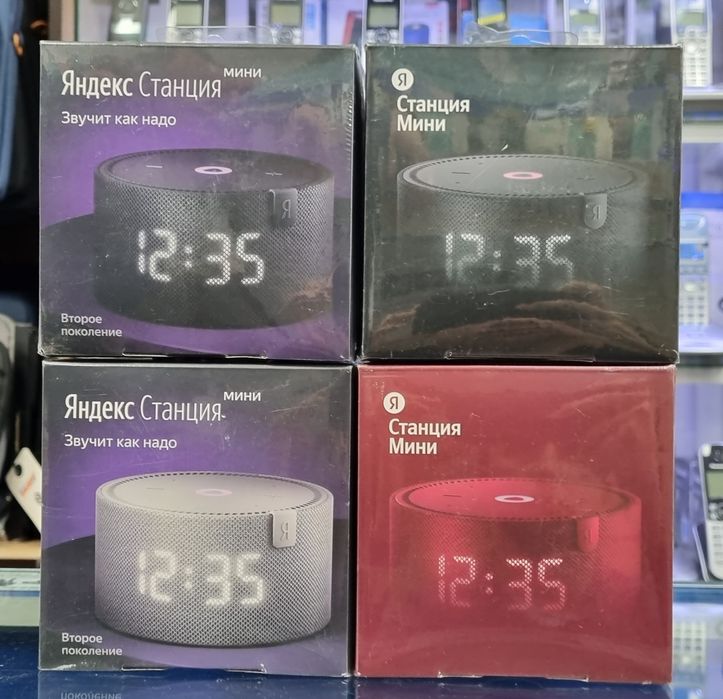 Яндекс Станция мини
Звучит как надо
Я
12:35
Второе
поколение
Я
Станция
Мини
Я
12:35
Яндекс Станция мини
Звучит как надо
Я
12:35
Второе
поколение
Я
Станция
Мини
Я
12:35